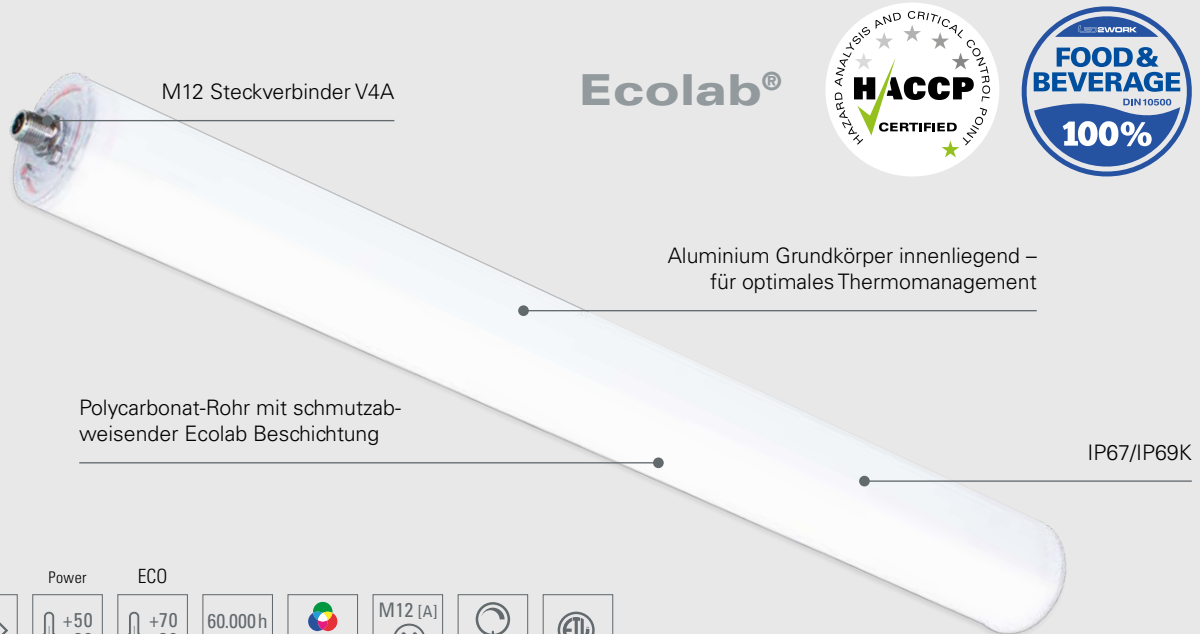 M12 Steckverbinder V4A
Ecolab®
HAZARD ANALYSIS AND CRITICAL CONTROL POINT
HACCP
CERTIFIED
LED2WORK
FOOD &
BEVERAGE
DIN 10500
100%
Aluminium Grundkörper innenliegend –
für optimales Thermomanagement
Polycarbonat-Rohr mit schmutzab-
weisender Ecolab Beschichtung
IP67/IP69K
Power
ECO
+50
+70
60.000 h
M12 [A]
ETL